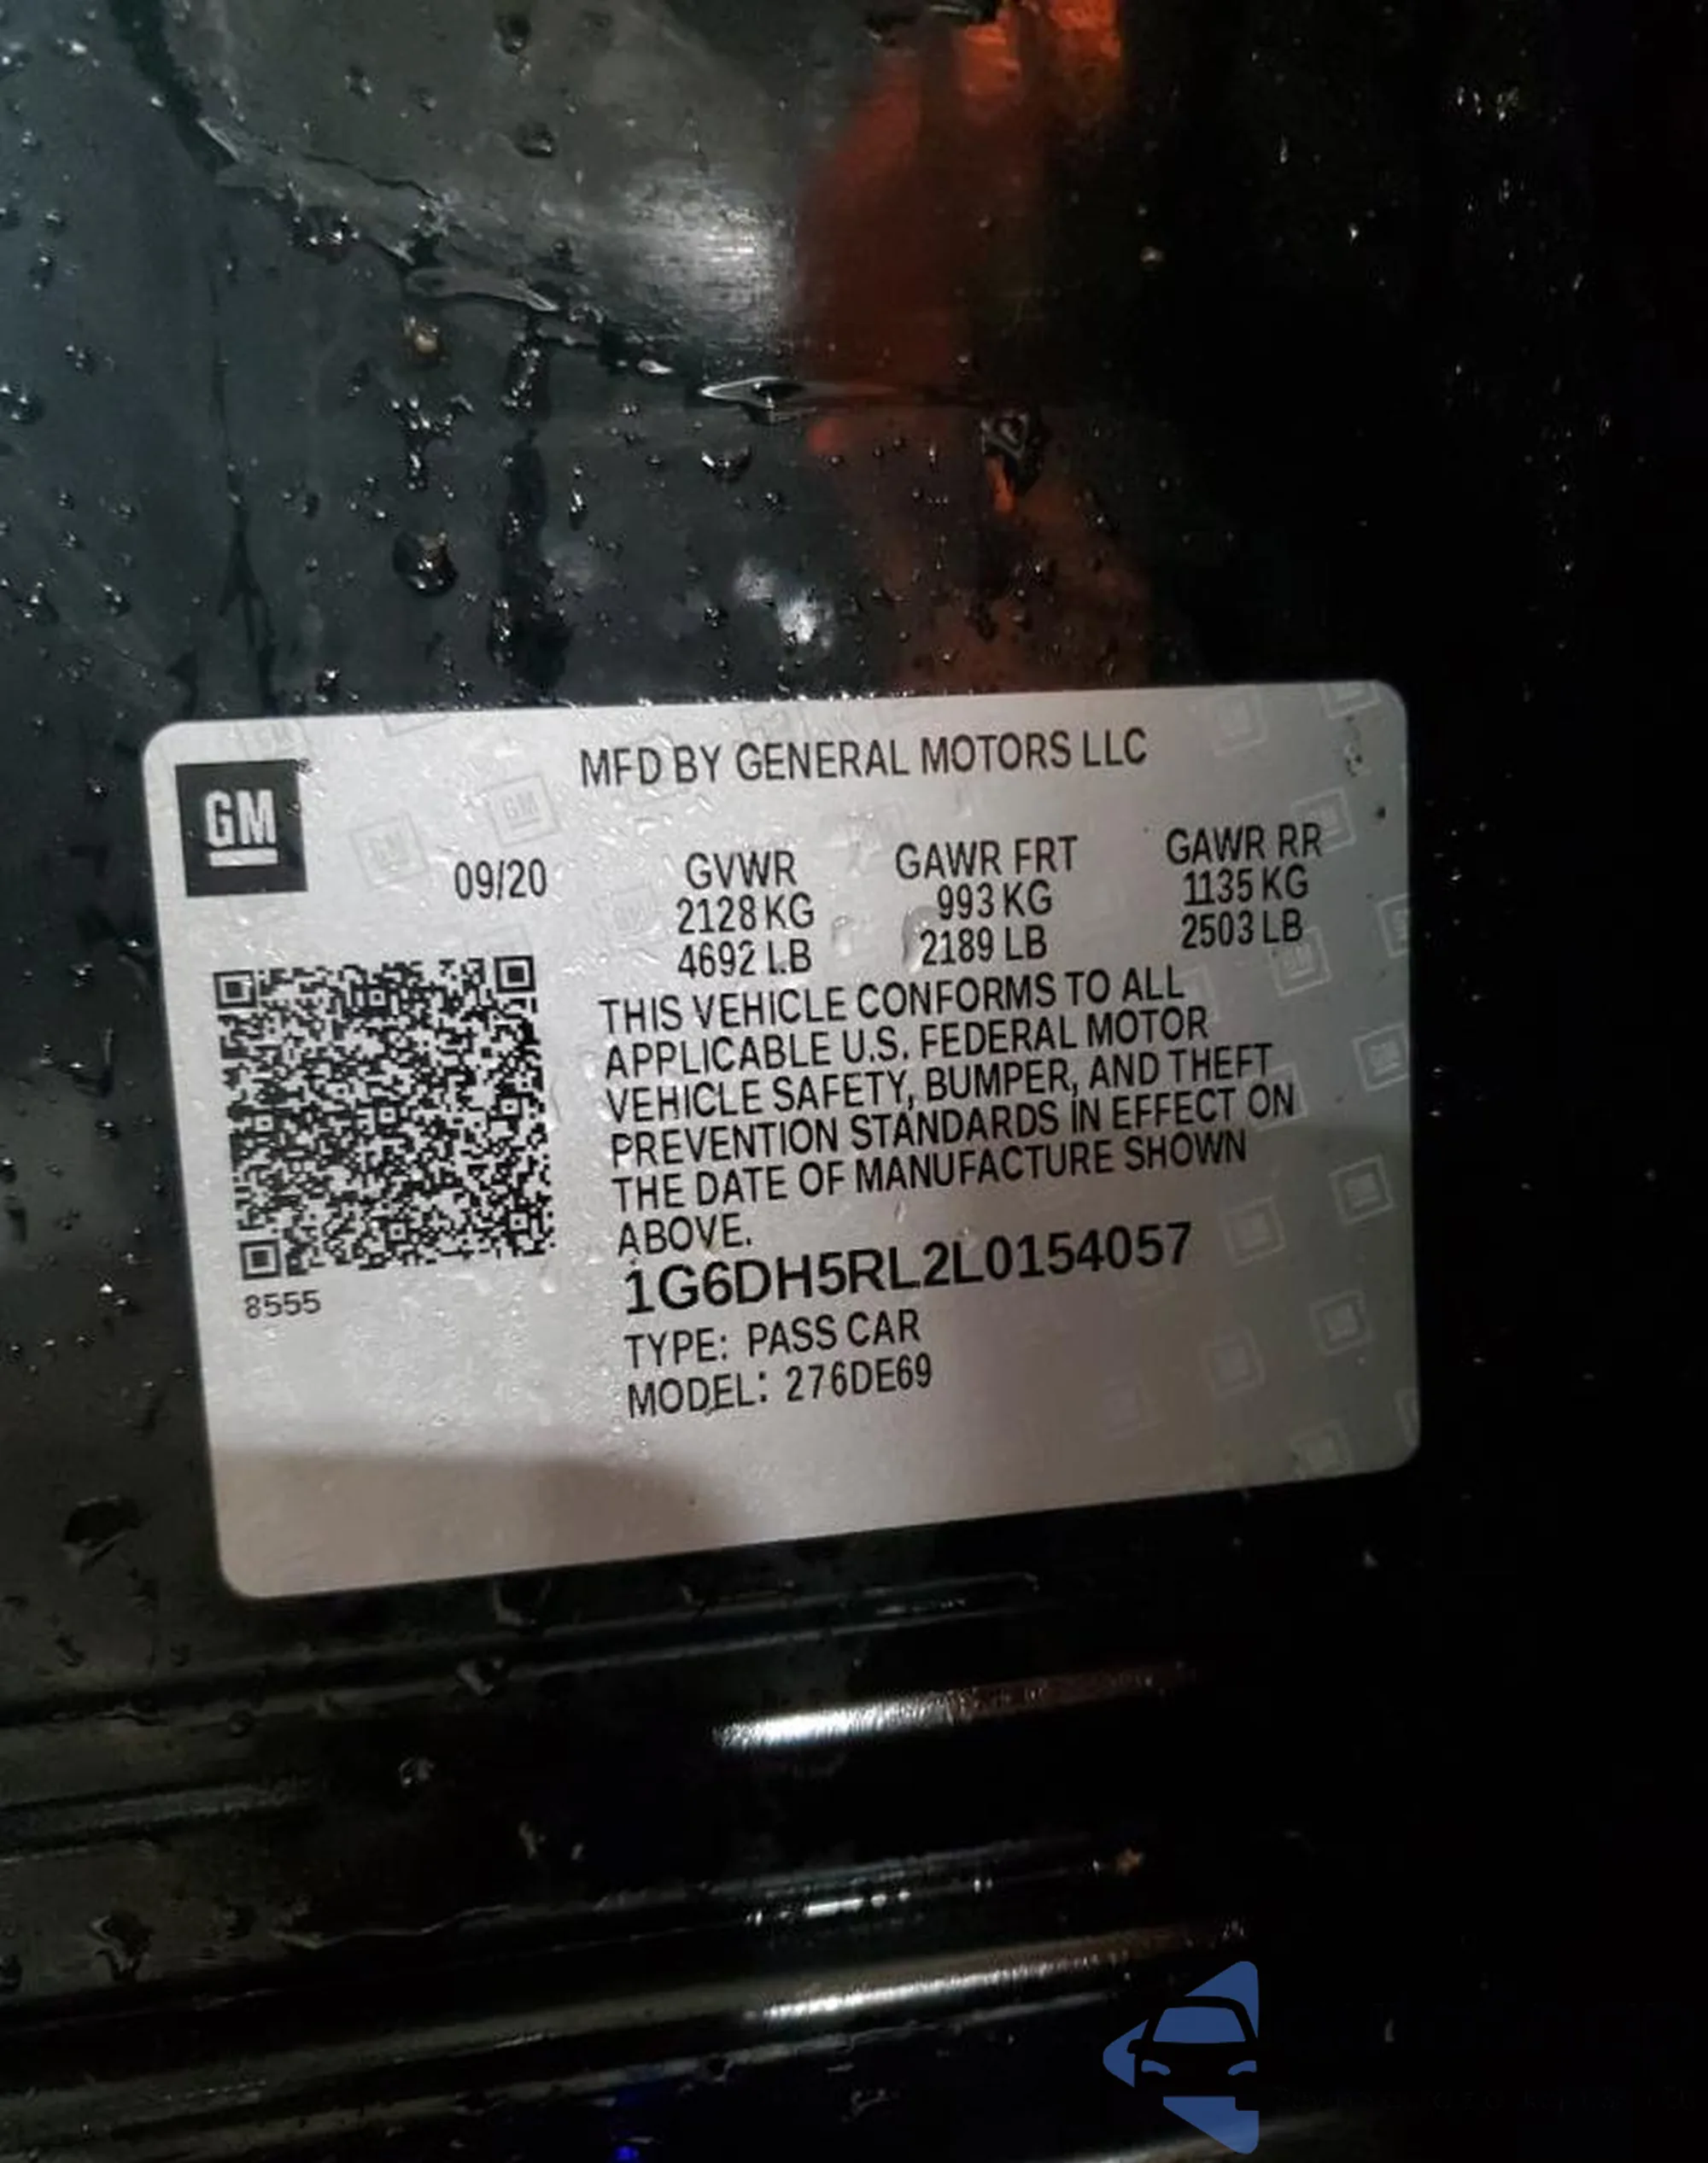 MFD BY GENERAL MOTORS LLC
GM
09/20
GVWR GAWR FRT GAWR RR
2128 KG 993 KG 1135 KG
4692 LB 2189 LB 2503 LB
THIS VEHICLE CONFORMS TO ALL
APPLICABLE U.S. FEDERAL MOTOR
VEHICLE SAFETY, BUMPER, AND THEFT
PREVENTION STANDARDS IN EFFECT ON
THE DATE OF MANUFACTURE SHOWN
ABOVE.
1G6DH5RL2L0154057
8555
TYPE: PASS CAR
MODEL: 276DE69